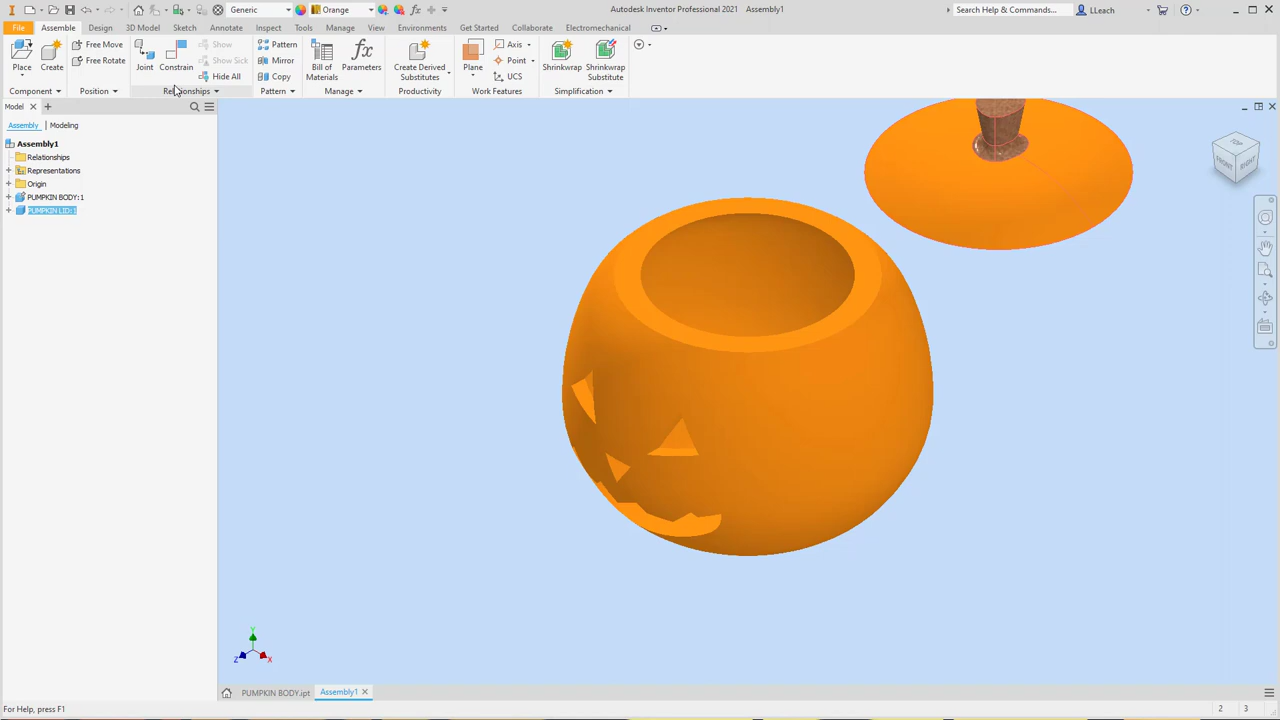 Generic
Orange
Autodesk Inventor Professional 2021 Assembly1
Search Help & Commands...
LLeach
File
Assemble
Design
3D Model
Sketch
Annotate
Inspect
Tools
Manage
View
Environments
Get Started
Collaborate
Electromechanical
Place
Create
Free Move
Free Rotate
Joint
Constrain
Show
Show Sick
Hide All
Pattern
Mirror
Copy
Bill of
Materials
Parameters
Create Derived
Substitutes
Plane
Axis
Point
UCS
Shrinkwrap
Shrinkwrap
Substitute
Component
Position
Relationships
Pattern
Manage
Productivity
Work Features
Simplification
Model
Assembly
Modeling
Assembly1
Relationships
Representations
Origin
PUMPKIN BODY:1
PUMPKIN LID:1
TOP
FRONT
RIGHT
Y
Z
X
PUMPKIN BODY.ipt
Assembly1
For Help, press F1
2
3